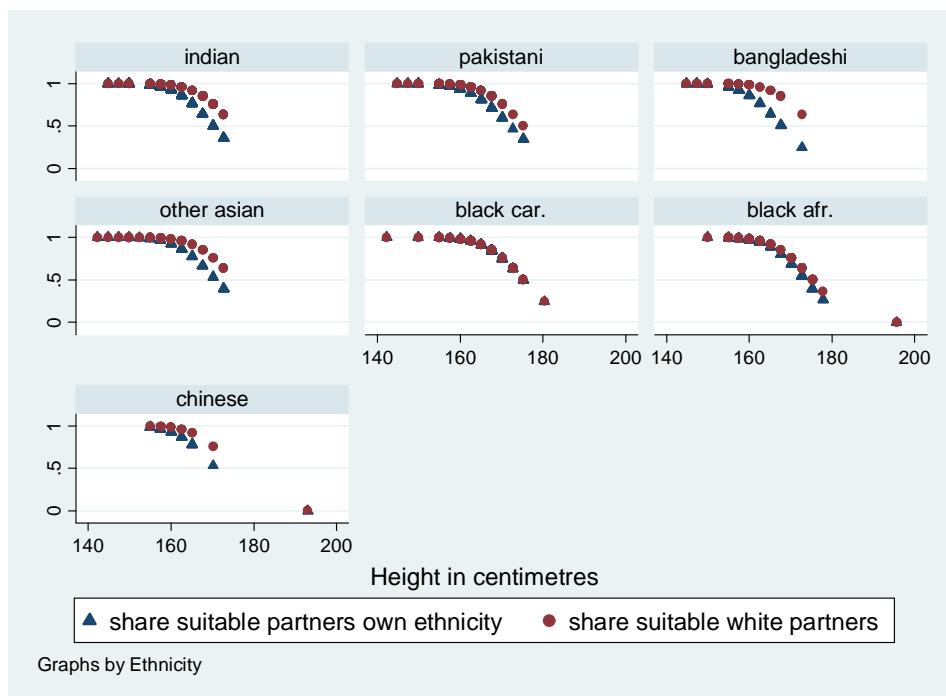 indian
pakistani
bangladeshi
0
.5
1
other asian
black car.
black afr.
0
.5
1
140
160
180
200
140
160
180
200
chinese
0
.5
1
140
160
180
200
Height in centimetres
share suitable partners own ethnicity
share suitable white partners
Graphs by Ethnicity